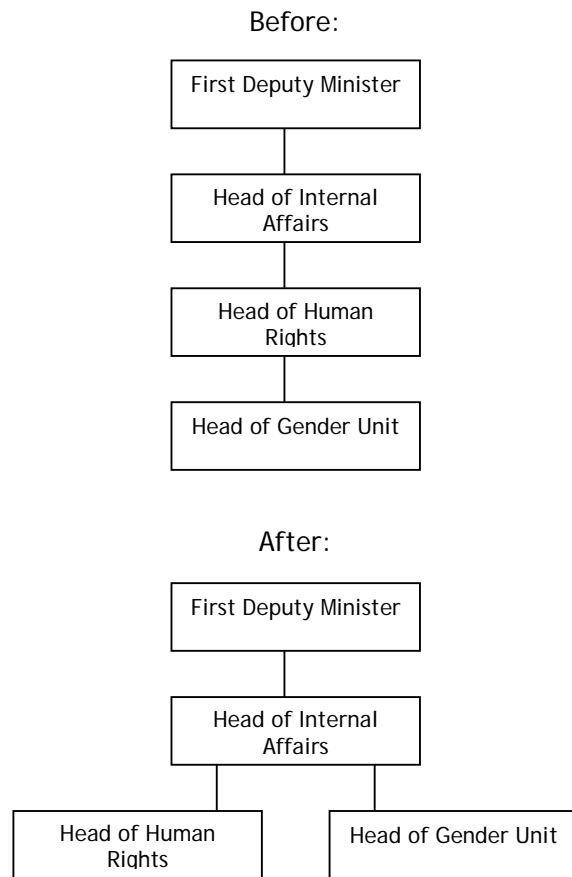 Before:
First Deputy Minister
Head of Internal
Affairs
Head of Human
Rights
Head of Gender Unit
After:
First Deputy Minister
Head of Internal
Affairs
Head of Human
Rights
Head of Gender Unit